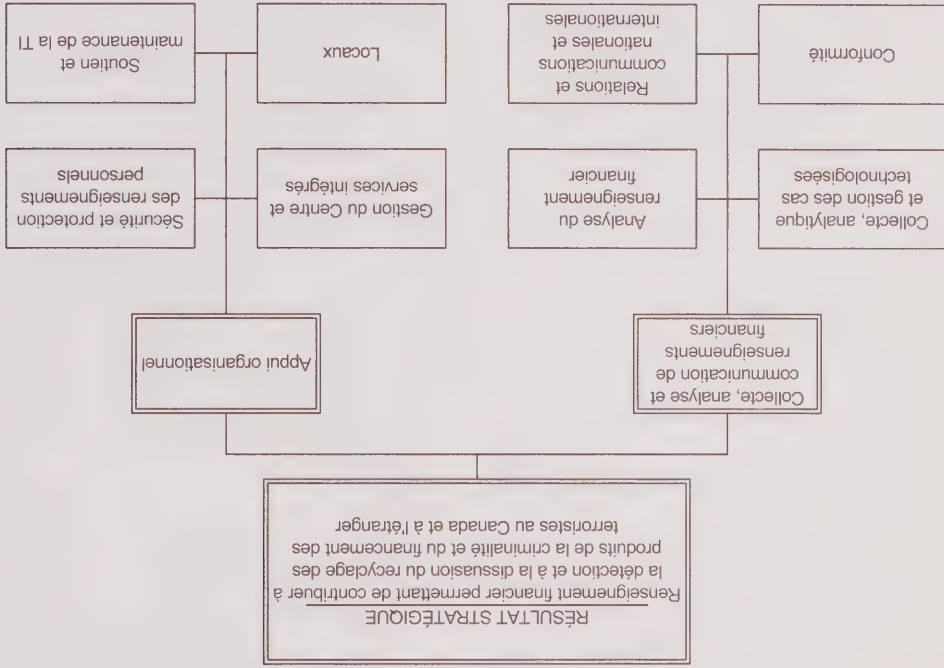 RÉSULTAT STRATÉGIQUE
Renseignement financier permettant de contribuer à
la détection et à la dissuasion du recyclage des
produits de la criminalité et du financement des
terroristes au Canada et à l'étranger
Collecte, analyse et
communication de
renseignements
financiers
Appui organisationnel
Collecte, analytique
et gestion des cas
technologisées
Analyse du
renseignement
financier
Gestion du Centre et
services intégrés
Sécurité et protection
des renseignements
personnels
Conformité
Relations et
communications
nationales et
internationales
Locaux
Soutien et
maintenance de la TI